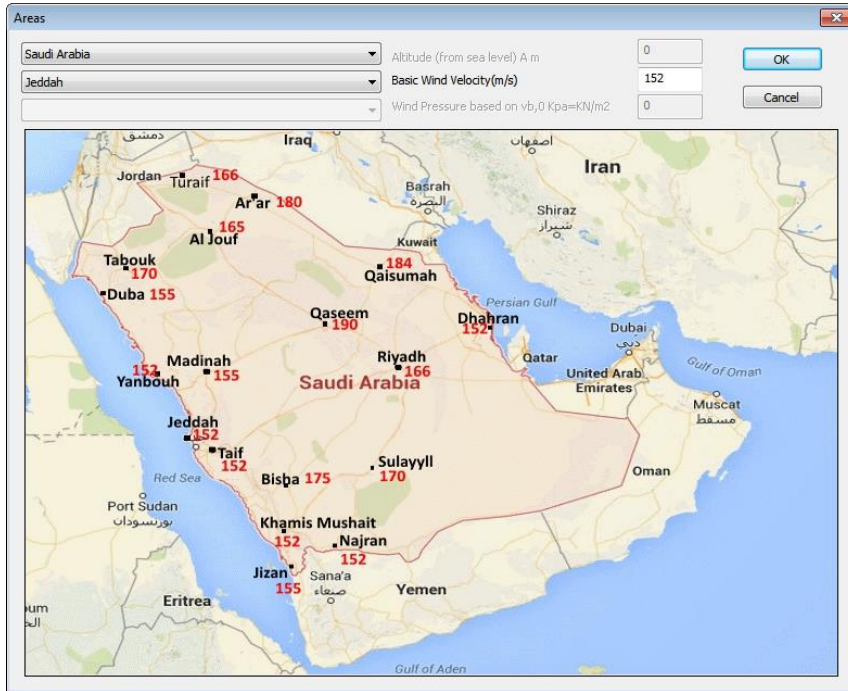 Areas
Saudi Arabia
Altitude (from sea level) A m
0
OK
Jeddah
Basic Wind Velocity(m/s)
152
Wind Pressure based on vb,0 Kpa=KN/m2
0
Cancel
دمشق
Iraq
اصفهان
Iran
Jordan
Turaif 166
Basrah
البصرة
Ar'ar 180
Shiraz
شیراز
165
Al Jouf
Kuwait
Tabouk
170
184
Qaisumah
Duba 155
Persian Gulf
Qaseem
190
Dhahran
152
Dubai
دبي
Madinah
155
152
Yanbouh
Riyadh
166
Qatar
United Arab
Emirates
Gulf of Oman
Saudi Arabia
Muscat
مسقط
Jeddah
152
Taif
152
Sulayyll
170
Red Sea
Bisha 175
Oman
Port Sudan
بورتسودان
Khamis Mushait
152
Najran
152
Jizan
155
Sana'a
صنعاء
Yemen
Eritrea
oum
الخ
Gulf of Aden